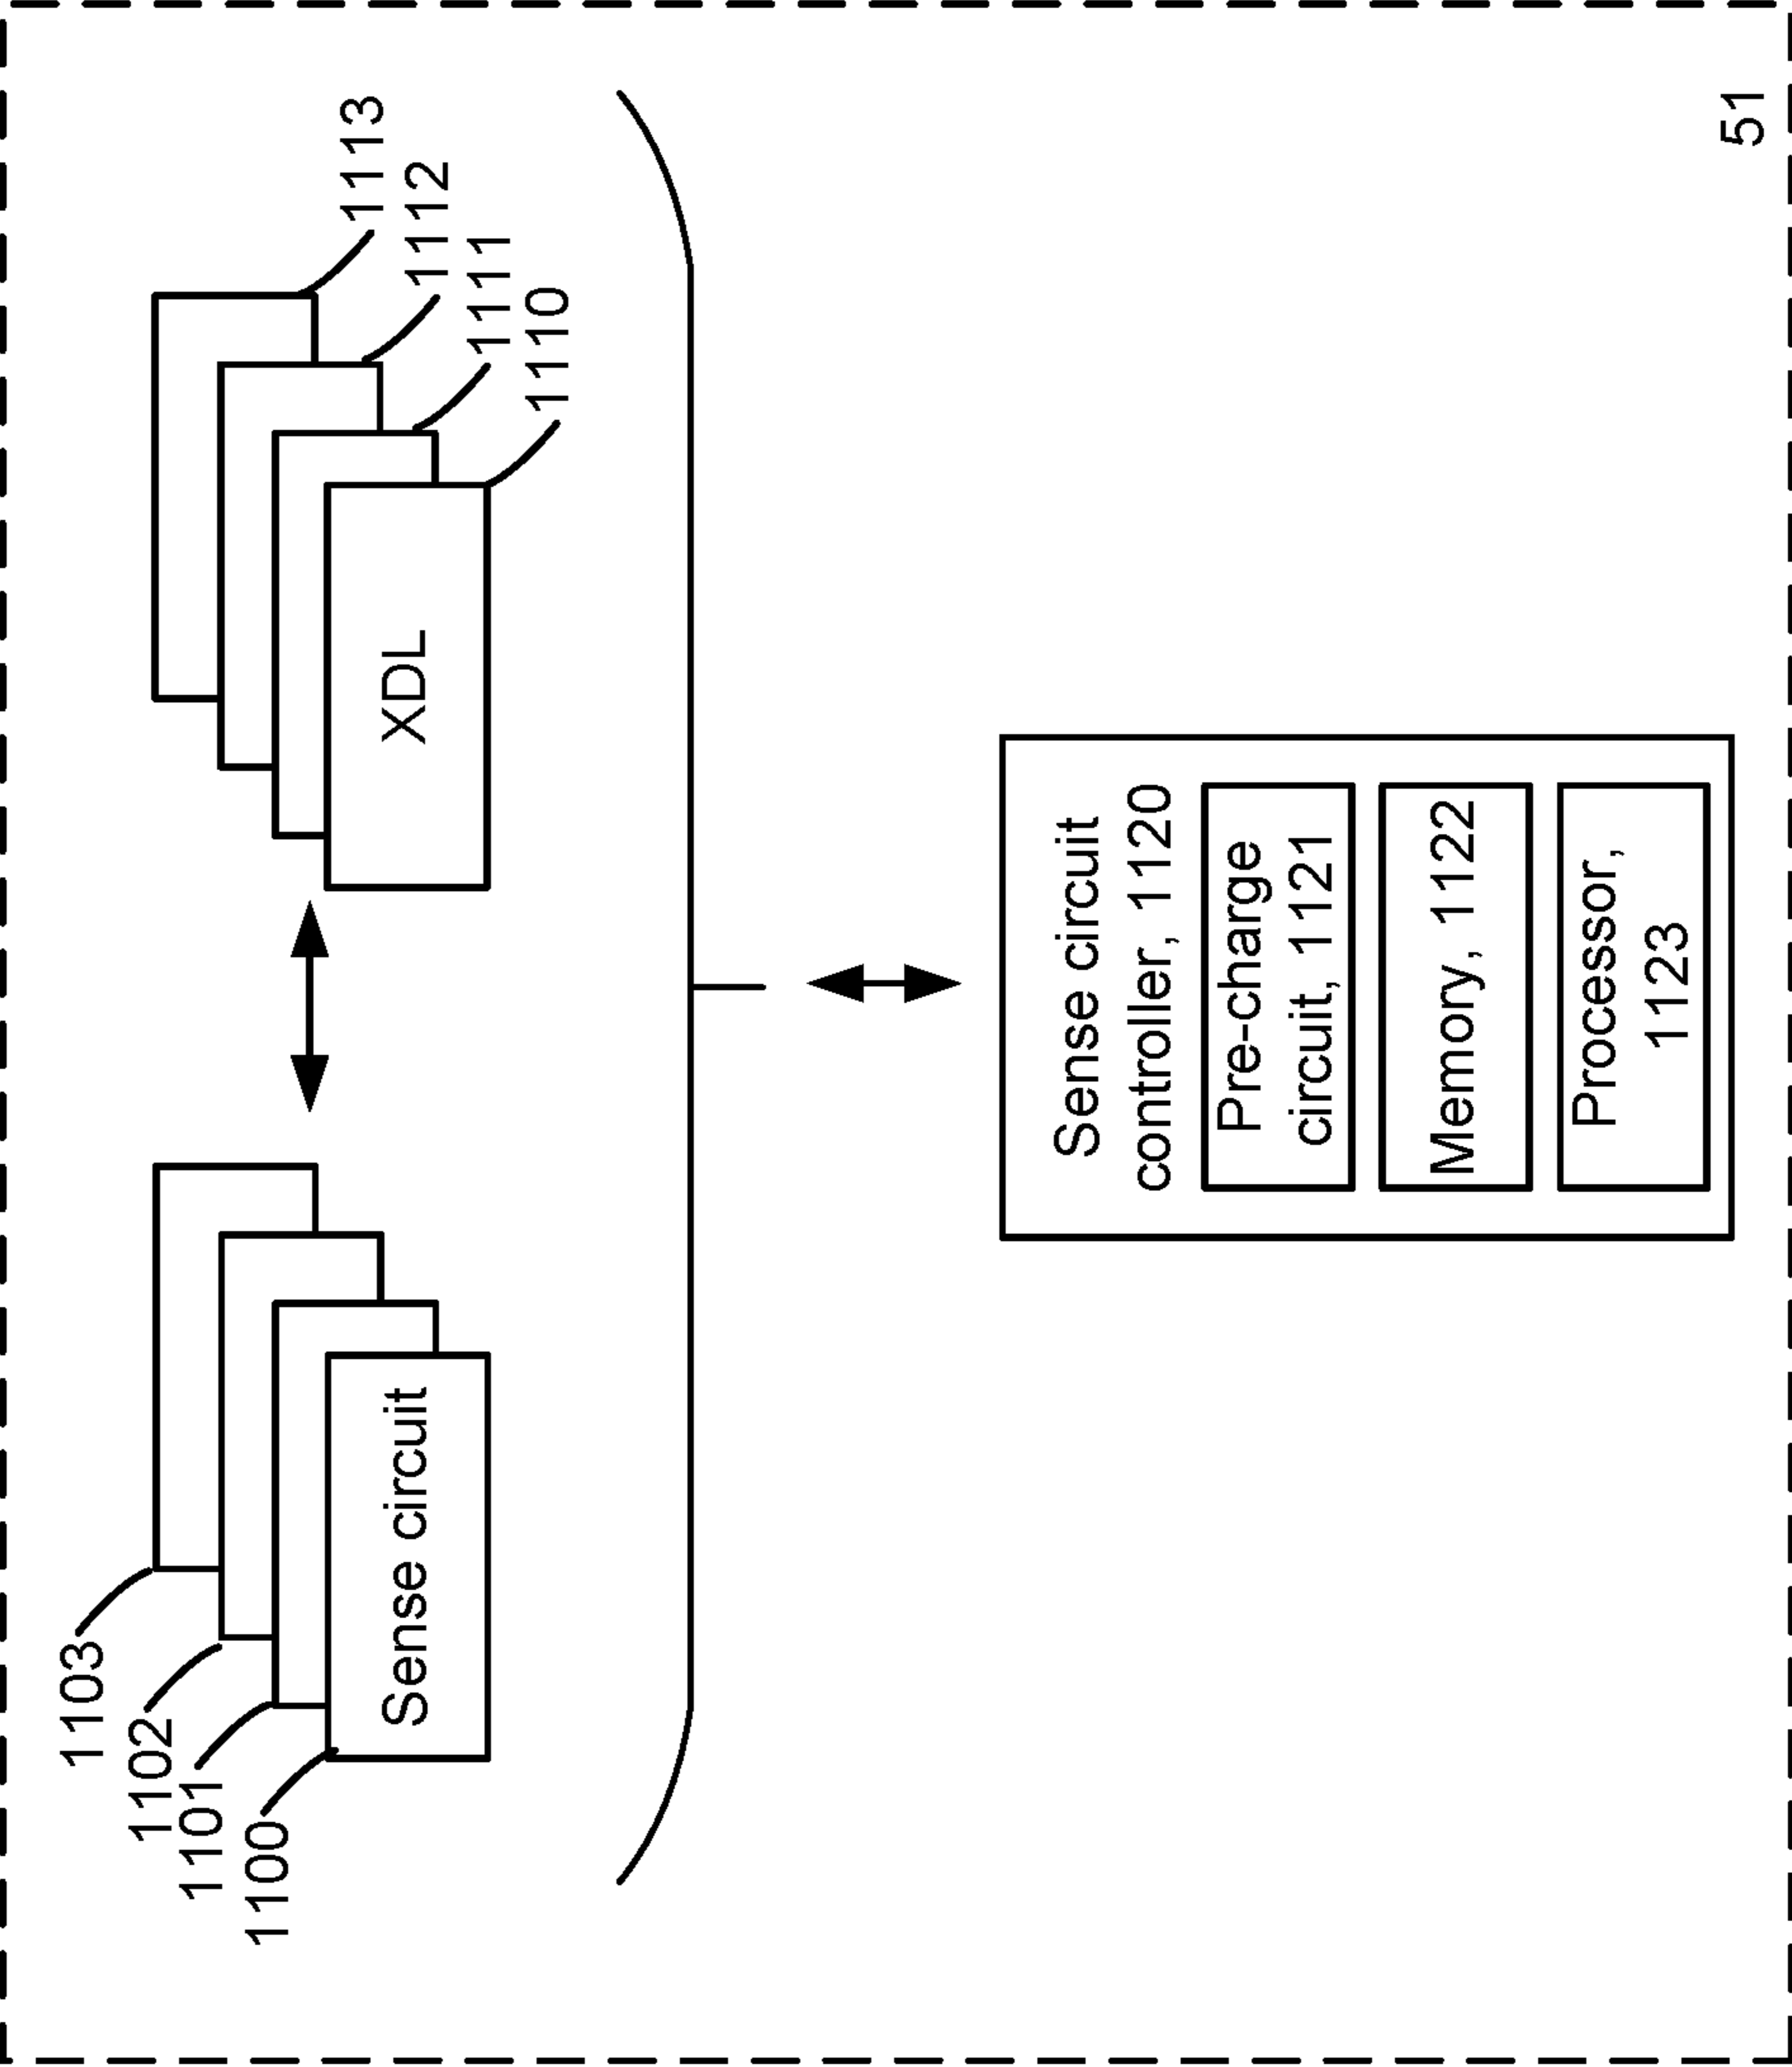 1103
1102
1101
1100
Sense circuit
1113
1112
1111
1110
XDL
Sense circuit
controller, 1120
Pre-charge
circuit, 1121
Memory, 1122
Processor,
1123
51